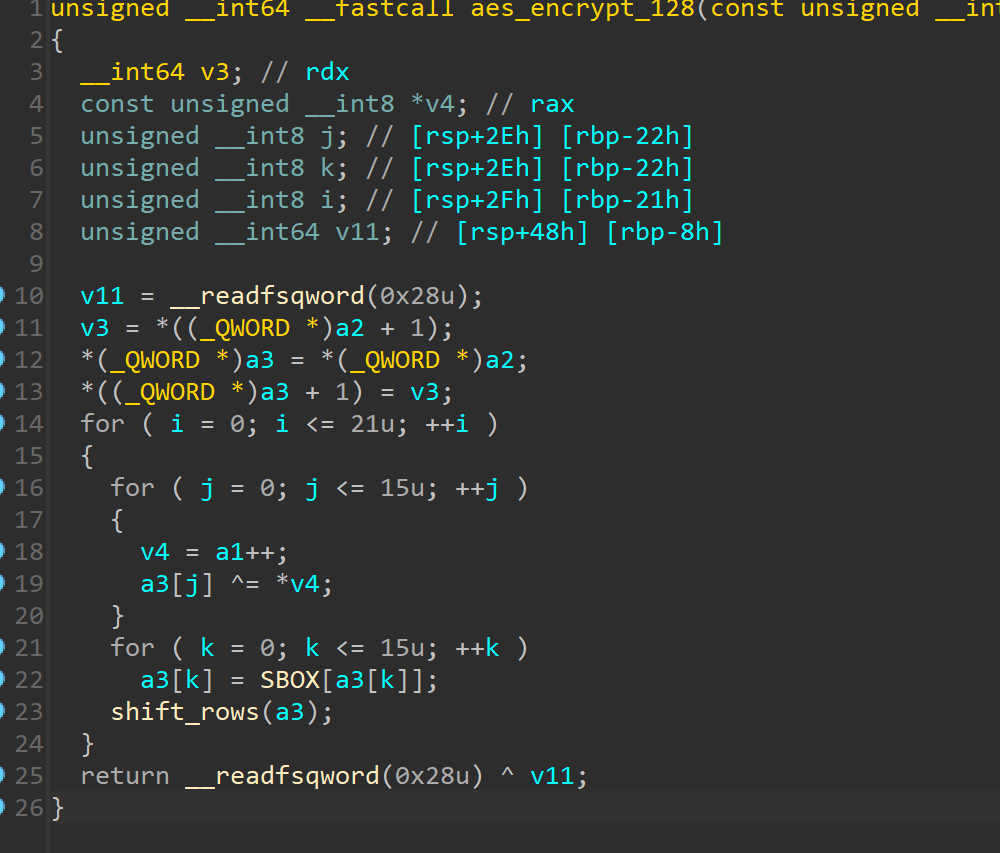 1 unsigned __int64 __fastcall aes_encrypt_128(const unsigned __int
2 {
3 __int64 v3; // rdx
4 const unsigned __int8 *v4; // rax
5 unsigned __int8 j; // [rsp+2Eh] [rbp-22h]
6 unsigned __int8 k; // [rsp+2Eh] [rbp-22h]
7 unsigned __int8 i; // [rsp+2Fh] [rbp-21h]
8 unsigned __int64 v11; // [rsp+48h] [rbp-8h]
9
10 v11 = __readfsqword(0x28u);
11 v3 = *((_QWORD *)a2 + 1);
12 *(_QWORD *)a3 = *(_QWORD *)a2;
13 *((_QWORD *)a3 + 1) = v3;
14 for ( i = 0; i <= 21u; ++i )
15 {
16 for ( j = 0; j <= 15u; ++j )
17 {
18 v4 = a1++;
19 a3[j] ^= *v4;
20 }
21 for ( k = 0; k <= 15u; ++k )
22 a3[k] = SBOX[a3[k]];
23 shift_rows(a3);
24 }
25 return __readfsqword(0x28u) ^ v11;
26 }